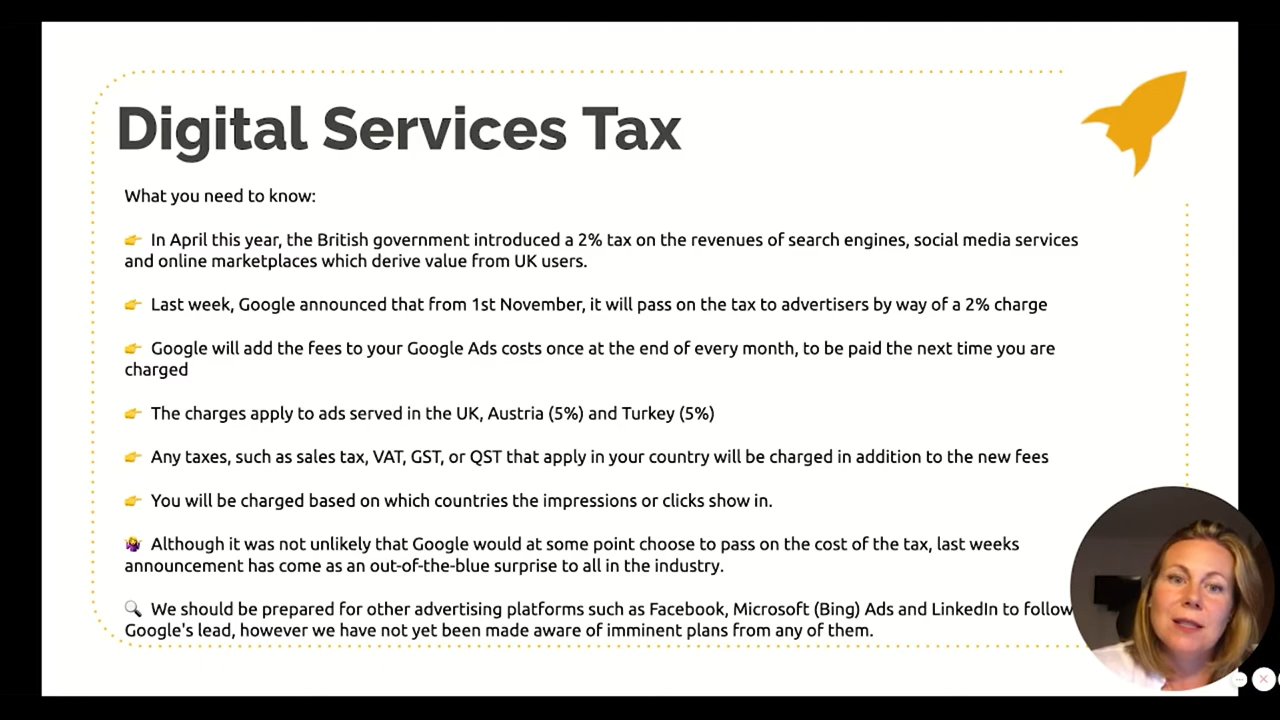 Digital Services Tax
What you need to know:
👉 In April this year, the British government introduced a 2% tax on the revenues of search engines, social media services
and online marketplaces which derive value from UK users.
👉 Last week, Google announced that from 1st November, it will pass on the tax to advertisers by way of a 2% charge
👉 Google will add the fees to your Google Ads costs once at the end of every month, to be paid the next time you are
charged
👉 The charges apply to ads served in the UK, Austria (5%) and Turkey (5%)
👉 Any taxes, such as sales tax, VAT, GST, or QST that apply in your country will be charged in addition to the new fees
👉 You will be charged based on which countries the impressions or clicks show in.
🤷‍♀️ Although it was not unlikely that Google would at some point choose to pass on the cost of the tax, last weeks
announcement has come as an out-of-the-blue surprise to all in the industry.
🔍 We should be prepared for other advertising platforms such as Facebook, Microsoft (Bing) Ads and LinkedIn to follow
Google's lead, however we have not yet been made aware of imminent plans from any of them.